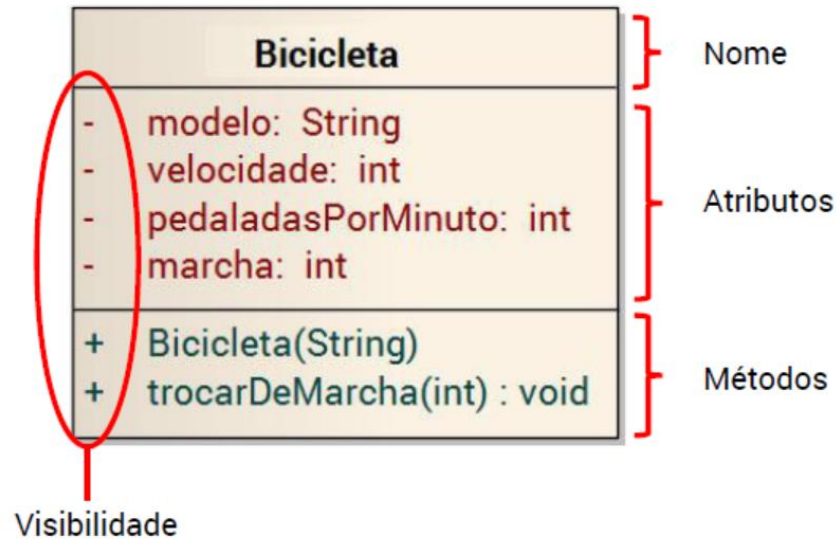 Bicicleta
Nome
- modelo: String
- velocidade: int
- pedaladasPorMinuto: int
- marcha: int
Atributos
+ Bicicleta(String)
+ trocarDeMarcha(int) : void
Métodos
Visibilidade